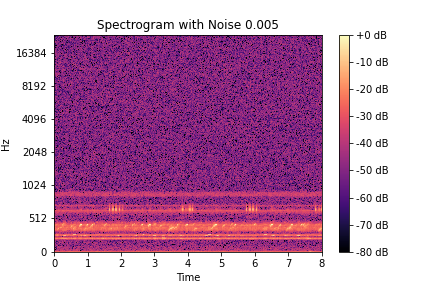 Spectrogram with Noise 0.005
Hz
16384
8192
4096
2048
1024
512
0
0 1 2 3 4 5 6 7 8
Time
+0 dB
-10 dB
-20 dB
-30 dB
-40 dB
-50 dB
-60 dB
-70 dB
-80 dB